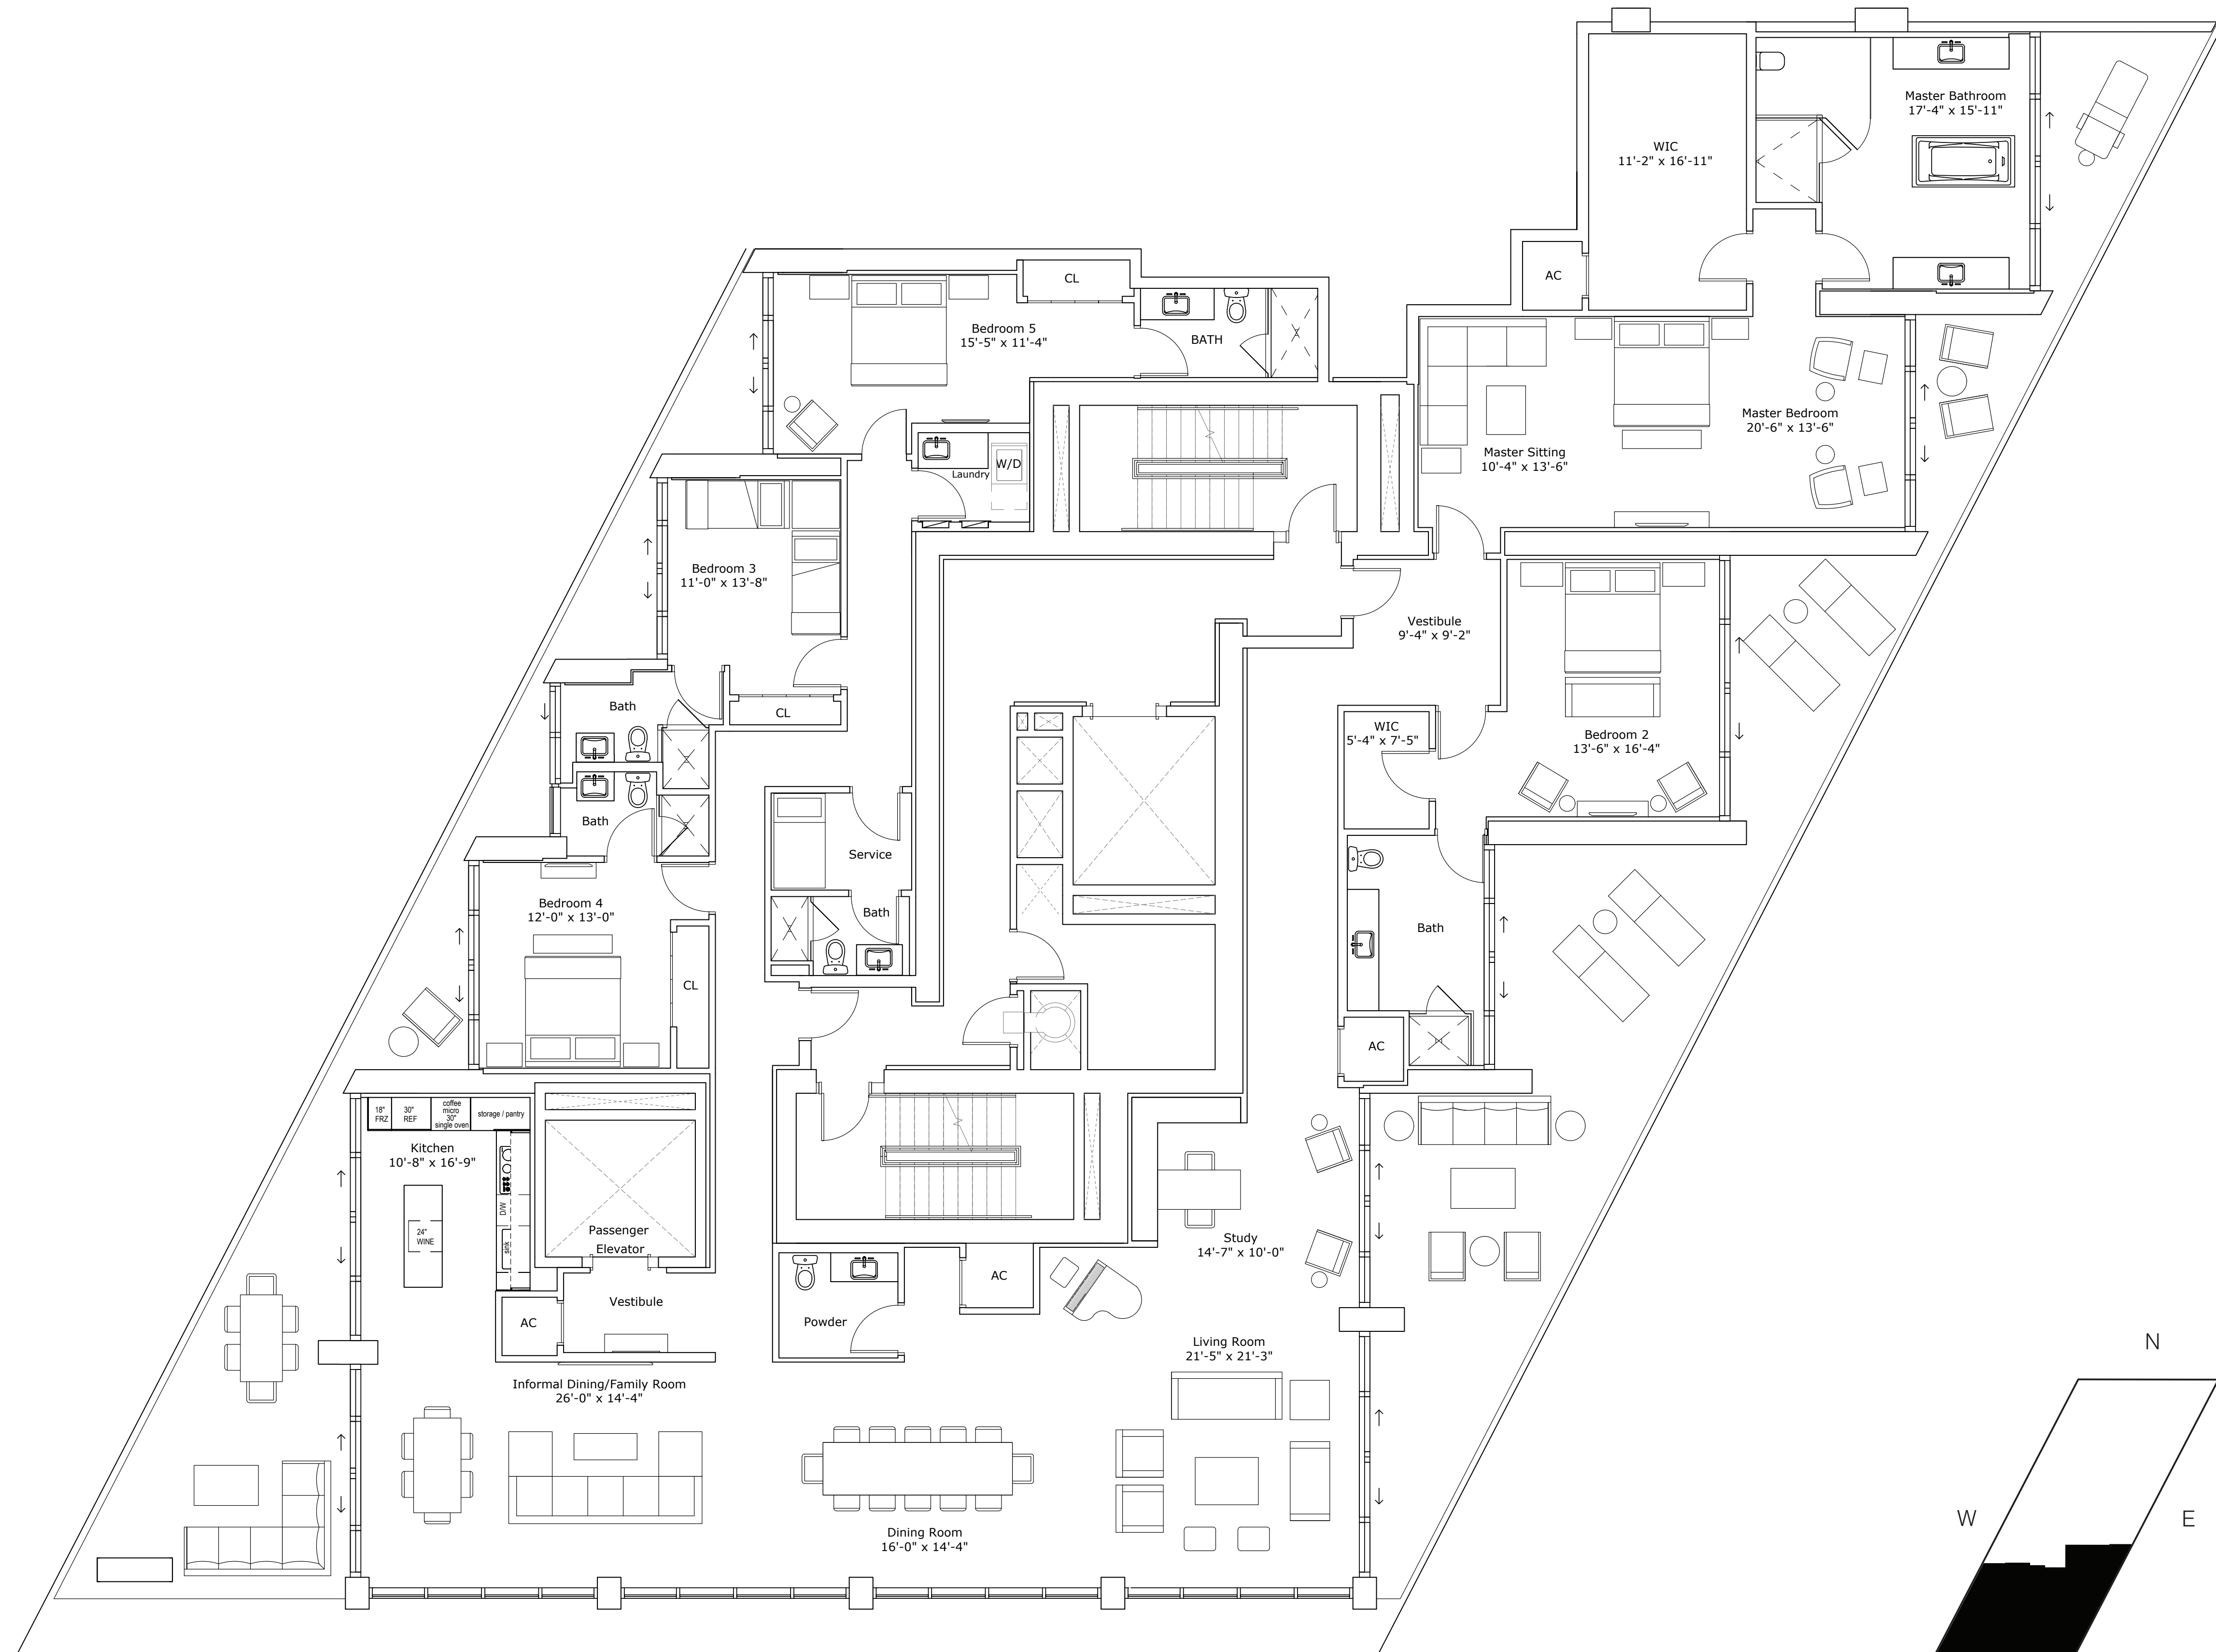 Master Bathroom
17'-4" x 15'-11"
WIC
11'-2" x 16'-11"
AC
CL
Bedroom 5
15'-5" x 11'-4"
BATH
Master Bedroom
20'-6" x 13'-6"
Master Sitting
10'-4" x 13'-6"
W/D
Laundry
Bedroom 3
11'-0" x 13'-8"
Vestibule
9'-4" x 9'-2"
Bath
CL
WIC
5'-4" x 7'-5"
Bedroom 2
13'-6" x 16'-4"
Bath
Service
Bedroom 4
12'-0" x 13'-0"
Bath
Bath
CL
AC
18"
FRZ
30"
REF
coffee
micro
30"
single oven
storage / pantry
Kitchen
10'-8" x 16'-9"
D/W
24"
WINE
sink
Passenger
Elevator
Study
14'-7" x 10'-0"
AC
Vestibule
AC
Powder
Living Room
21'-5" x 21'-3"
Informal Dining/Family Room
26'-0" x 14'-4"
Dining Room
16'-0" x 14'-4"
N
W
E